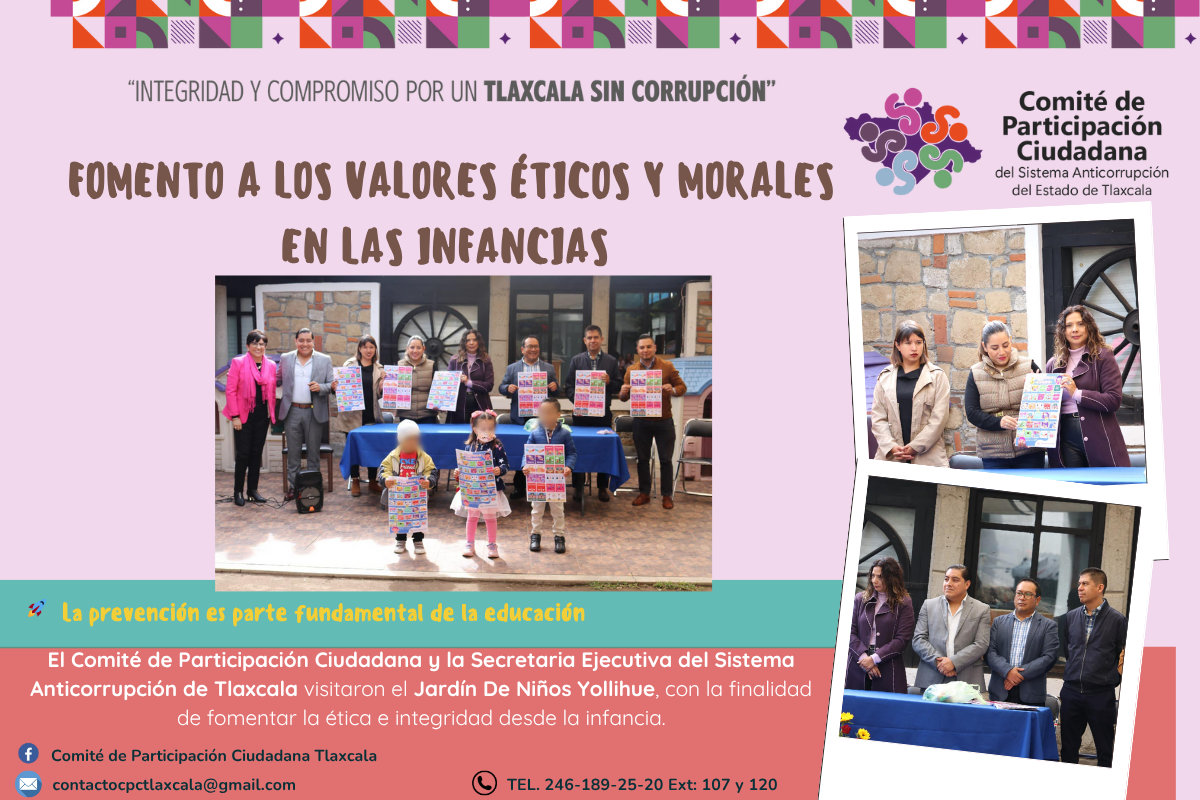 “INTEGRIDAD Y COMPROMISO POR UN TLAXCALA SIN CORRUPCIÓN”
Comité de
Participación
Ciudadana
del Sistema Anticorrupción
del Estado de Tlaxcala
FOMENTO A LOS VALORES ÉTICOS Y MORALES
EN LAS INFANCIAS
La prevención es parte fundamental de la educación
El Comité de Participación Ciudadana y la Secretaria Ejecutiva del Sistema
Anticorrupción de Tlaxcala visitaron el Jardín De Niños Yollihue, con la finalidad
de fomentar la ética e integridad desde la infancia.
Comité de Participación Ciudadana Tlaxcala
contactocpctlaxcala@gmail.com
TEL. 246-189-25-20 Ext: 107 y 120